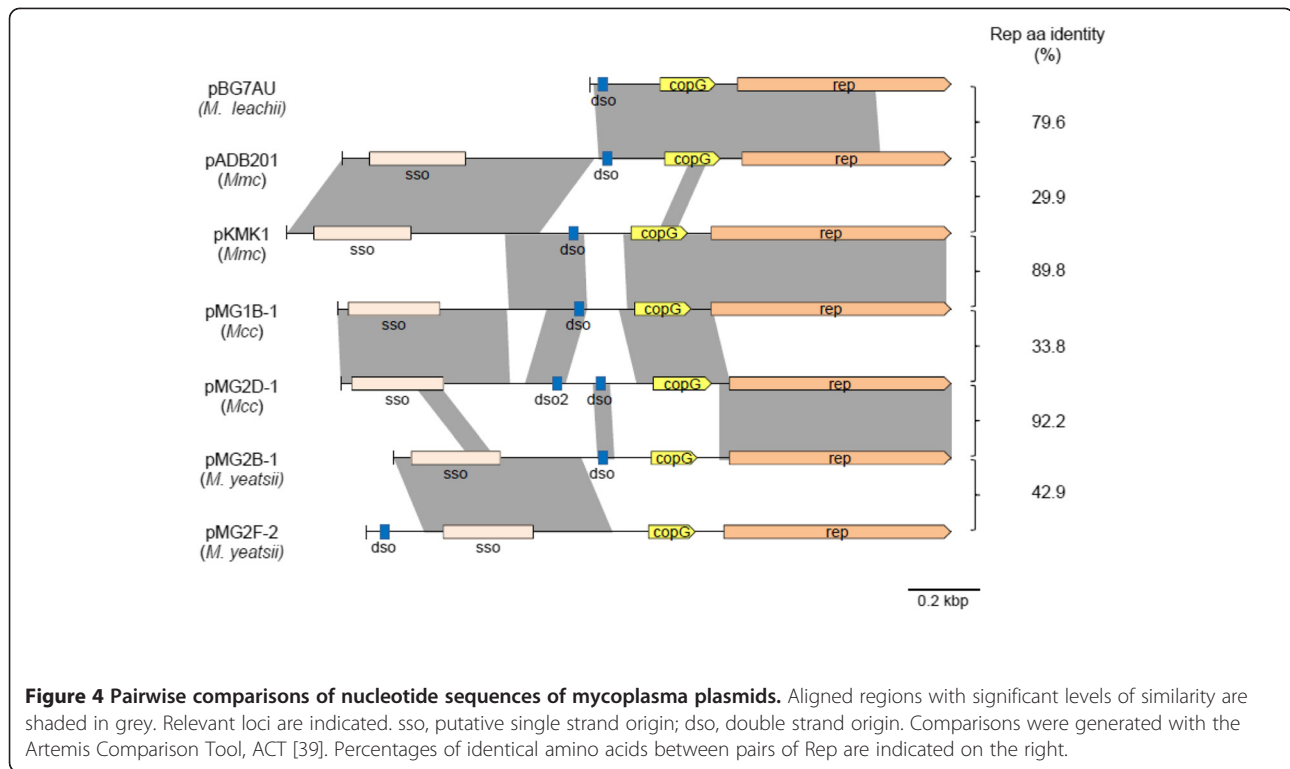 Rep aa identity
(%)
pBG7AU
(M. leachii)
dso
copG
rep
79.6
pADB201
(Mmc)
sso
dso
copG
rep
29.9
pKMK1
(Mmc)
sso
dso
copG
rep
89.8
pMG1B-1
(Mcc)
sso
dso
copG
rep
33.8
pMG2D-1
(Mcc)
sso
dso2
dso
copG
rep
92.2
pMG2B-1
(M. yeatsii)
sso
dso
copG
rep
42.9
pMG2F-2
(M. yeatsii)
dso
sso
copG
rep
0.2 kbp
Figure 4 Pairwise comparisons of nucleotide sequences of mycoplasma plasmids. Aligned regions with significant levels of similarity are
shaded in grey. Relevant loci are indicated. sso, putative single strand origin; dso, double strand origin. Comparisons were generated with the
Artemis Comparison Tool, ACT [39]. Percentages of identical amino acids between pairs of Rep are indicated on the right.